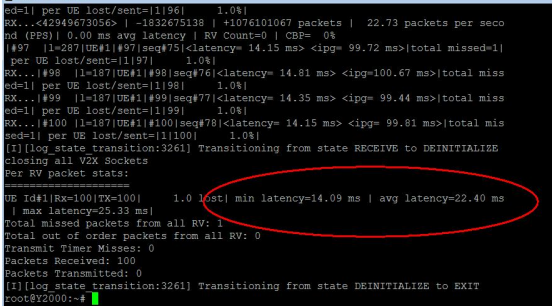 ed=1| per UE lost/sent=|1|96|     1.0%|
RX...<42949673056> | -1832675138 | +1076101067 packets |  22.73 packets per seco
nd (PPS)| 0.00 ms avg latency | RV Count=0 | CBP=  0%
|#97  |l=287|UE#1|#97|seq#75|<latency= 14.15 ms> <ipg= 99.72 ms>|total missed=1|
 per UE lost/sent=|1|97|     1.0%|
RX...|#98  |l=187|UE#1|#98|seq#76|<latency= 14.81 ms> <ipg=100.67 ms>|total miss
ed=1| per UE lost/sent=|1|98|     1.0%|
RX...|#99  |l=187|UE#1|#99|seq#77|<latency= 14.35 ms> <ipg= 99.44 ms>|total miss
ed=1| per UE lost/sent=|1|99|     1.0%|
RX...|#100 |l=187|UE#1|#100|seq#78|<latency= 14.15 ms> <ipg= 99.81 ms>|total mis
sed=1| per UE lost/sent=|1|100|     1.0%|
[I][log_state_transition:3261] Transitioning from state RECEIVE to DEINITIALIZE
closing all V2X Sockets
Per RV packet stats:
===================
UE Id#1|Rx=100|TX=100|     1.0 lost| min latency=14.09 ms | avg latency=22.40 ms
 | max latency=25.33 ms|
Total missed packets from all RV: 1
Total out of order packets from all RV: 0
Transmit Timer Misses: 0
Packets Received: 100
Packets Transmitted: 0
[I][log_state_transition:3261] Transitioning from state DEINITIALIZE to EXIT
root@Y2000:~#